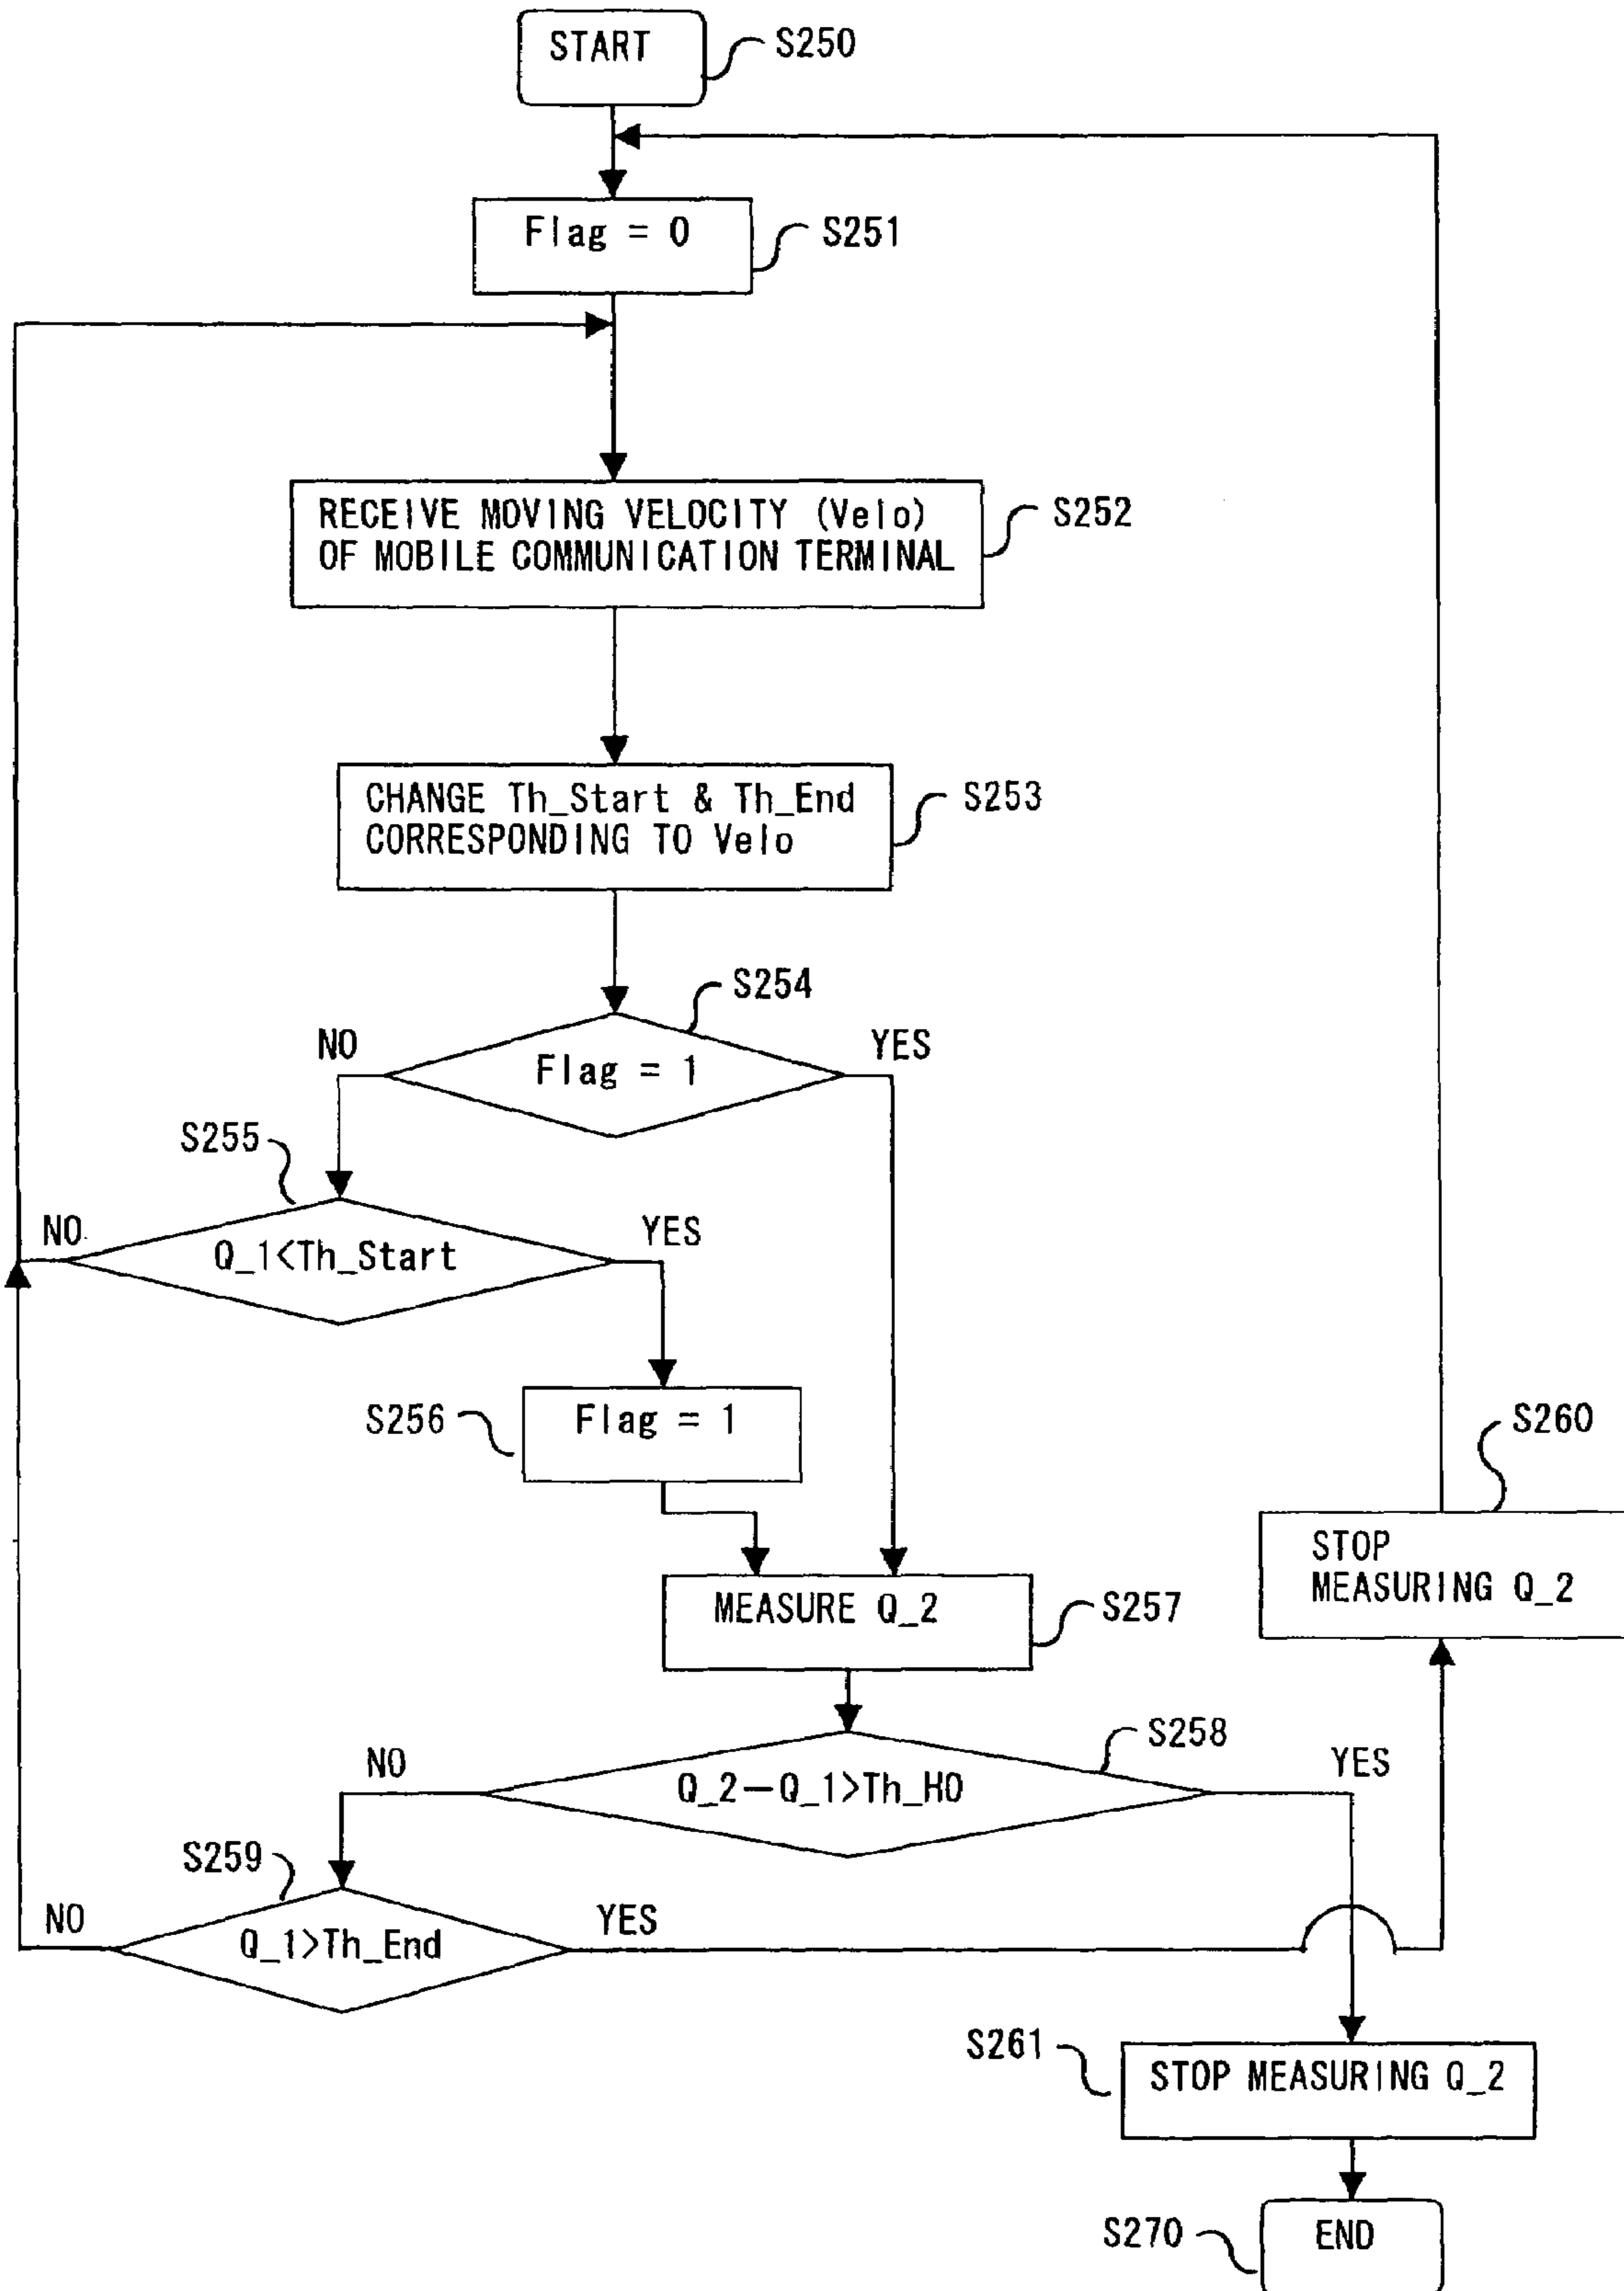 START
S250
Flag = 0
S251
RECEIVE MOVING VELOCITY (Velo)
OF MOBILE COMMUNICATION TERMINAL
S252
CHANGE Th_Start & Th_End
CORRESPONDING TO Velo
S253
S254
NO
YES
Flag = 1
S255
NO
YES
Q_1<Th_Start
S256
Flag = 1
S260
STOP
MEASURING Q_2
MEASURE Q_2
S257
S258
NO
YES
Q_2-Q_1>Th_HO
S259
NO
YES
Q_1>Th_End
S261
STOP MEASURING Q_2
S270
END